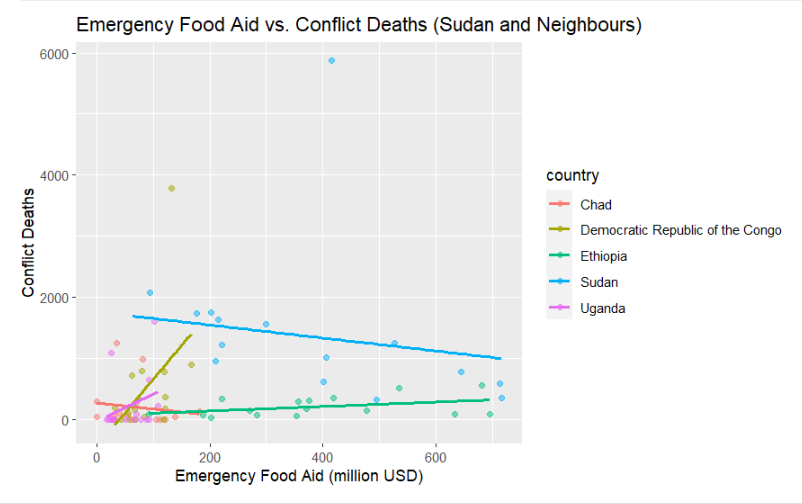 Emergency Food Aid vs. Conflict Deaths (Sudan and Neighbours)
6000
4000
2000
0
Conflict Deaths
0 200 400 600
Emergency Food Aid (million USD)
country
Chad
Democratic Republic of the Congo
Ethiopia
Sudan
Uganda